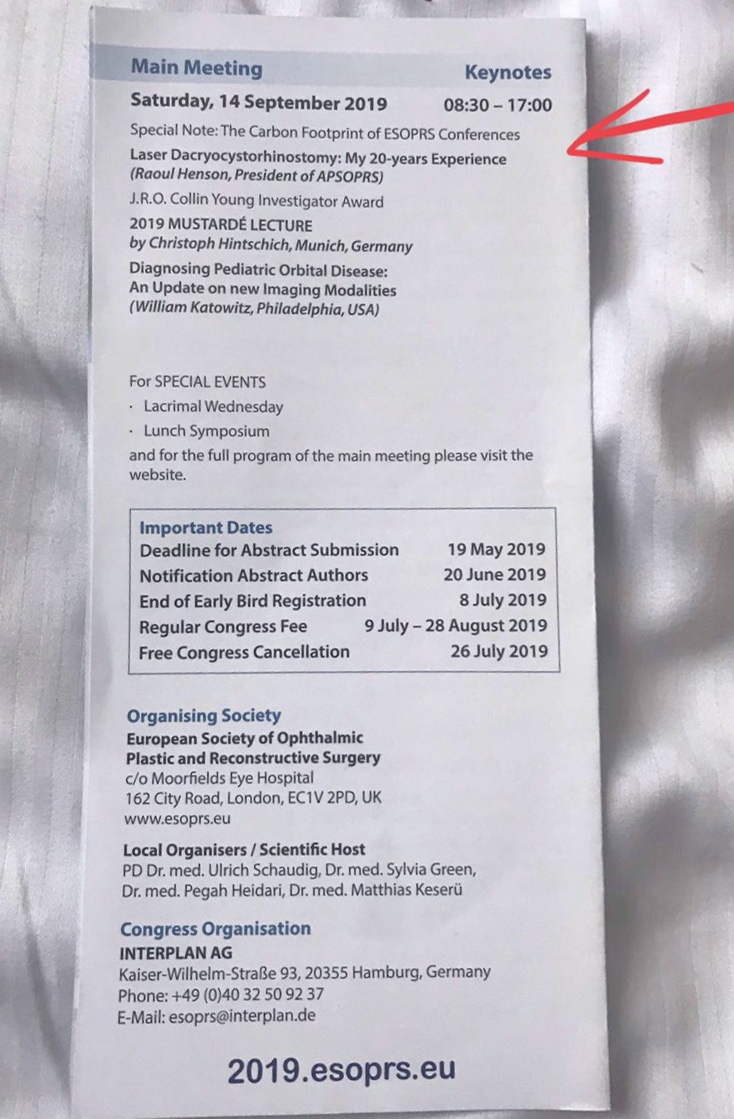 Main Meeting Keynotes
Saturday, 14 September 2019 08:30 – 17:00
Special Note: The Carbon Footprint of ESOPRS Conferences
Laser Dacryocystorhinostomy: My 20-years Experience
(Raoul Henson, President of APSOPRS)
J.R.O. Collin Young Investigator Award
2019 MUSTARDÉ LECTURE
by Christoph Hintschich, Munich, Germany
Diagnosing Pediatric Orbital Disease:
An Update on new Imaging Modalities
(William Katowitz, Philadelphia, USA)
For SPECIAL EVENTS
· Lacrimal Wednesday
· Lunch Symposium
and for the full program of the main meeting please visit the
website.
Important Dates
Deadline for Abstract Submission 19 May 2019
Notification Abstract Authors 20 June 2019
End of Early Bird Registration 8 July 2019
Regular Congress Fee 9 July – 28 August 2019
Free Congress Cancellation 26 July 2019
Organising Society
European Society of Ophthalmic
Plastic and Reconstructive Surgery
c/o Moorfields Eye Hospital
162 City Road, London, EC1V 2PD, UK
www.esoprs.eu
Local Organisers / Scientific Host
PD Dr. med. Ulrich Schaudig, Dr. med. Sylvia Green,
Dr. med. Pegah Heidari, Dr. med. Matthias Keserü
Congress Organisation
INTERPLAN AG
Kaiser-Wilhelm-Straße 93, 20355 Hamburg, Germany
Phone: +49 (0)40 32 50 92 37
E-Mail: esoprs@interplan.de
2019.esoprs.eu